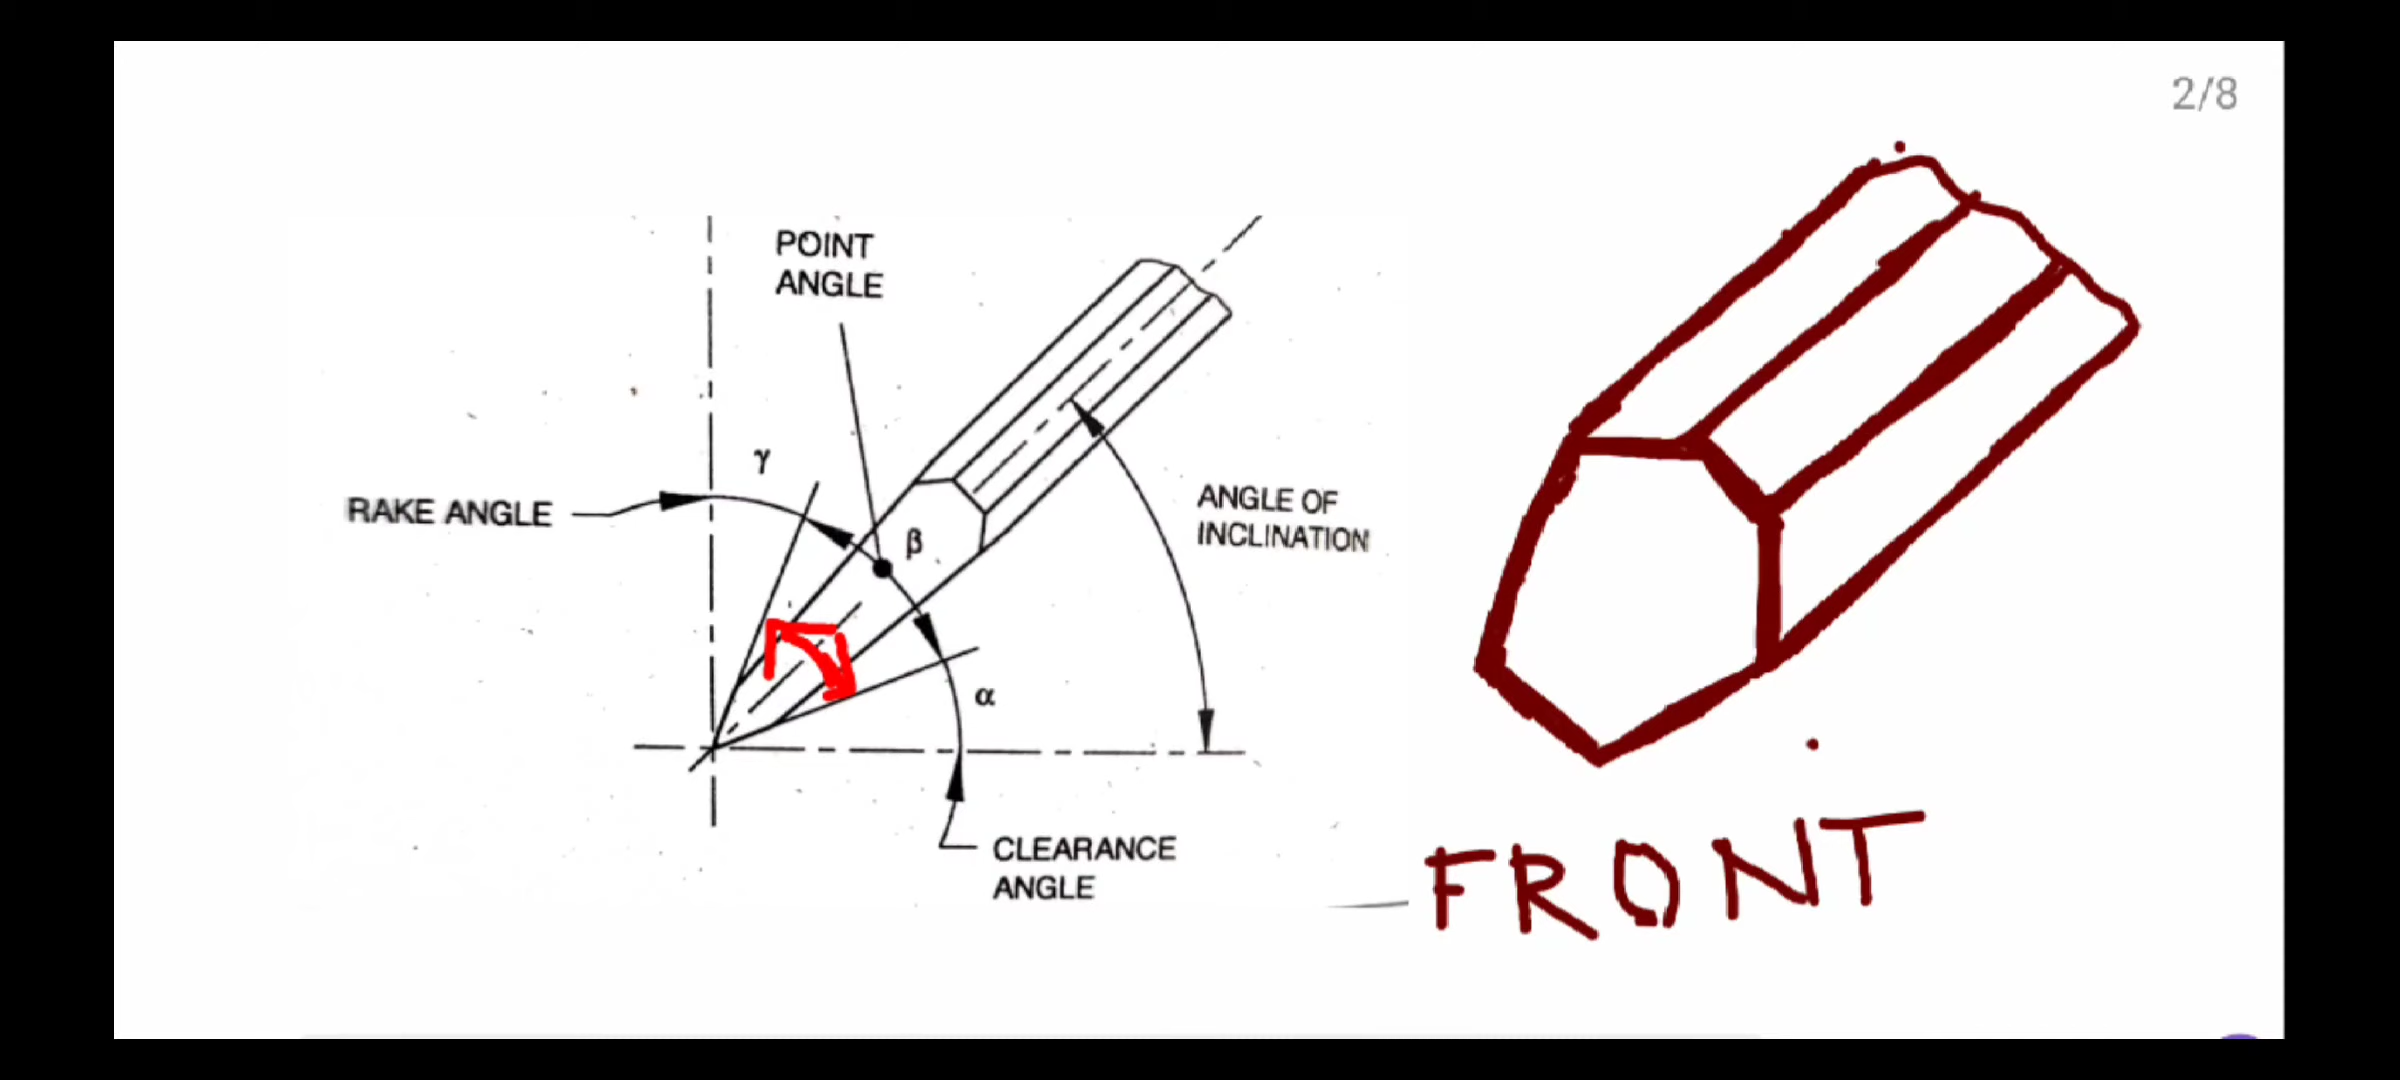 2/8
POINT
ANGLE
γ
RAKE ANGLE
β
ANGLE OF
INCLINATION
α
CLEARANCE
ANGLE
FRONT